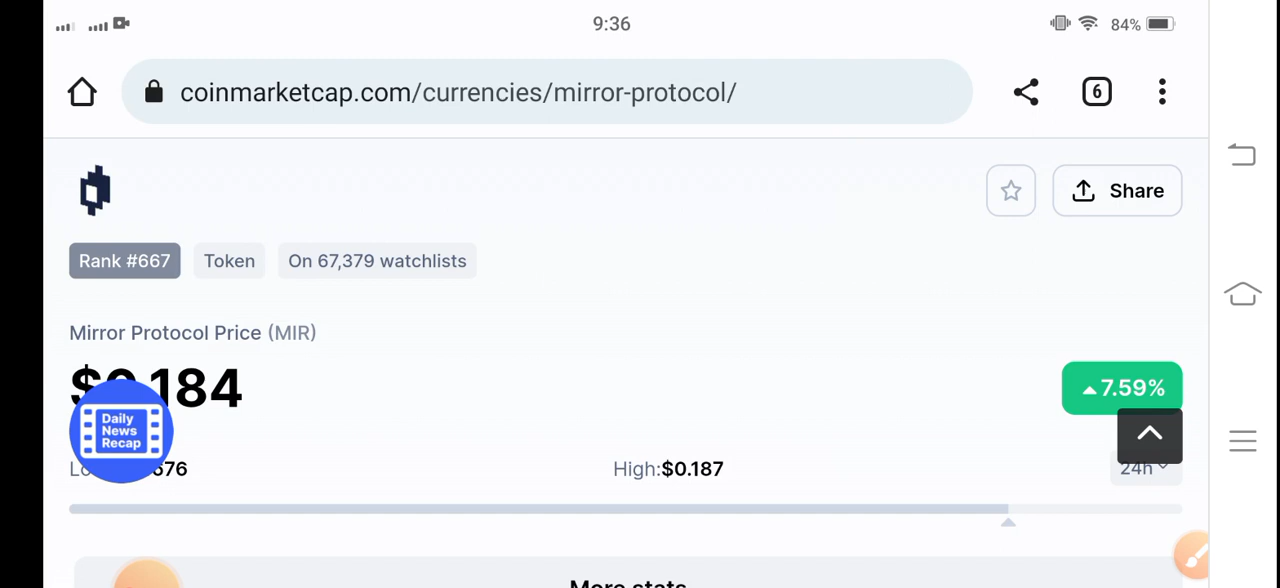 9:36
84%
coinmarketcap.com/currencies/mirror-protocol/
6
Share
Rank #667
Token
On 67,379 watchlists
Mirror Protocol Price (MIR)
184
7.59%
Daily
News
Recap
676
High:$0.187
24h
More stats